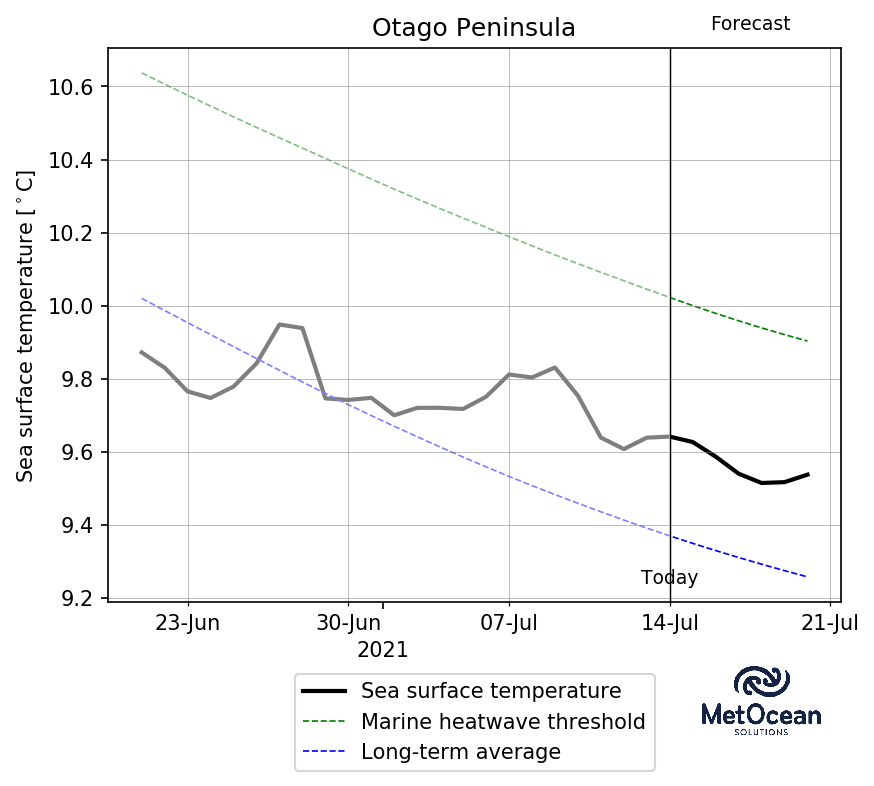 Otago Peninsula
Forecast
Sea surface temperature [°C]
10.6
10.4
10.2
10.0
9.8
9.6
9.4
9.2
Today
23-Jun
30-Jun
07-Jul
14-Jul
21-Jul
2021
Sea surface temperature
Marine heatwave threshold
Long-term average
MetOcean
SOLUTIONS